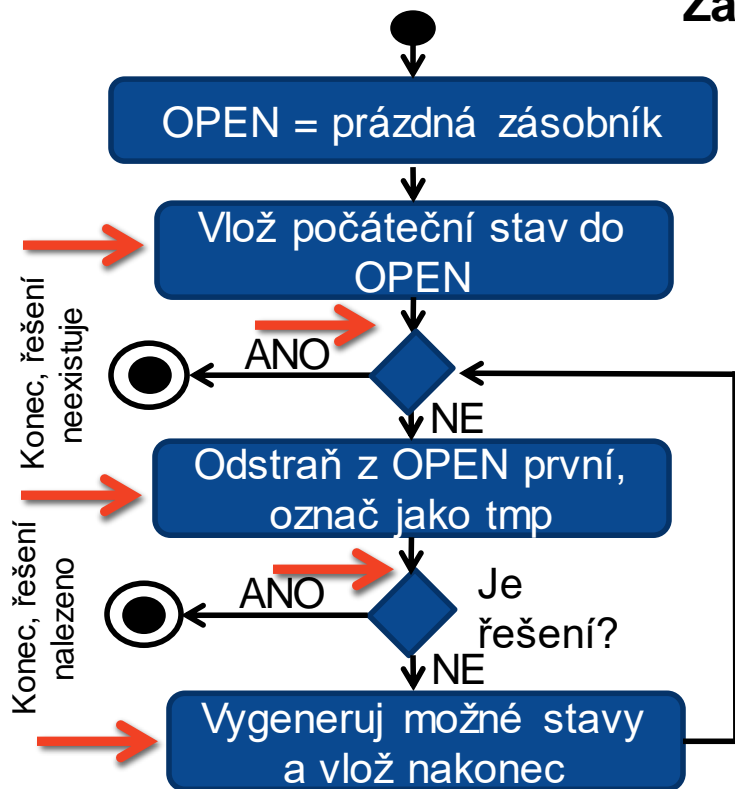 Za
OPEN = prázdná zásobník
Vlož počáteční stav do
OPEN
Konec, řešení
neexistuje
ANO
NE
Odstraň z OPEN první,
označ jako tmp
Konec, řešení
nalezeno
ANO
Je
řešení?
NE
Vygeneruj možné stavy
a vlož nakonec